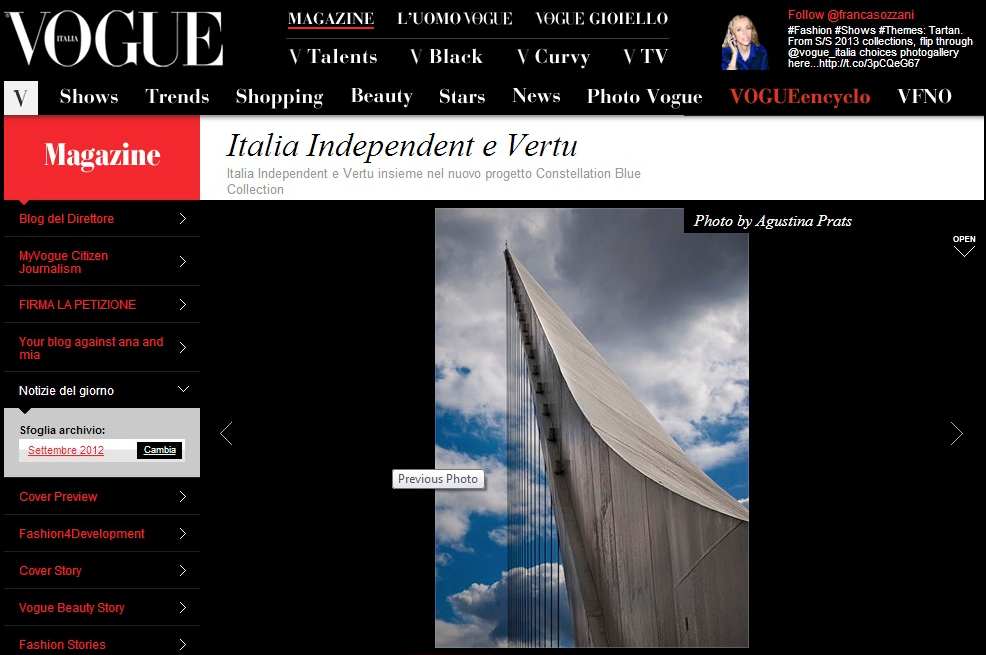 VOGUE
ITALIA
MAGAZINE L'UOMO VOGUE VOGUE GIOIELLO
V Talents V Black V Curvy V TV
Follow @francasozzani
#Fashion #Shows #Themes: Tartan.
From S/S 2013 collections, flip through
@vogue_italia choices photogallery
here...http://t.co/3pCQeG67
V Shows Trends Shopping Beauty Stars News Photo Vogue VOGUEencyclo VFNO
Magazine
Italia Independent e Vertu
Italia Independent e Vertu insieme nel nuovo progetto Constellation Blue
Collection
Blog del Direttore
MyVogue Citizen
Journalism
FIRMA LA PETIZIONE
Your blog against ana and
mia
Notizie del giorno
Sfoglia archivio:
Settembre 2012 Cambia
Cover Preview
Fashion4Development
Cover Story
Vogue Beauty Story
Fashion Stories
Photo by Agustina Prats
OPEN
Previous Photo